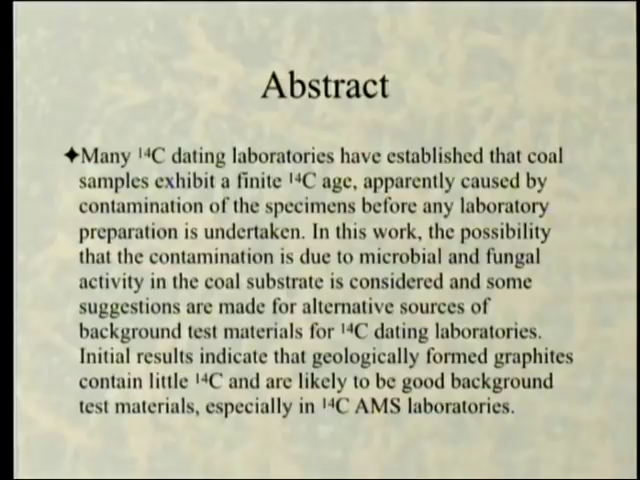 Abstract
✦Many ¹⁴C dating laboratories have established that coal
samples exhibit a finite ¹⁴C age, apparently caused by
contamination of the specimens before any laboratory
preparation is undertaken. In this work, the possibility
that the contamination is due to microbial and fungal
activity in the coal substrate is considered and some
suggestions are made for alternative sources of
background test materials for ¹⁴C dating laboratories.
Initial results indicate that geologically formed graphites
contain little ¹⁴C and are likely to be good background
test materials, especially in ¹⁴C AMS laboratories.